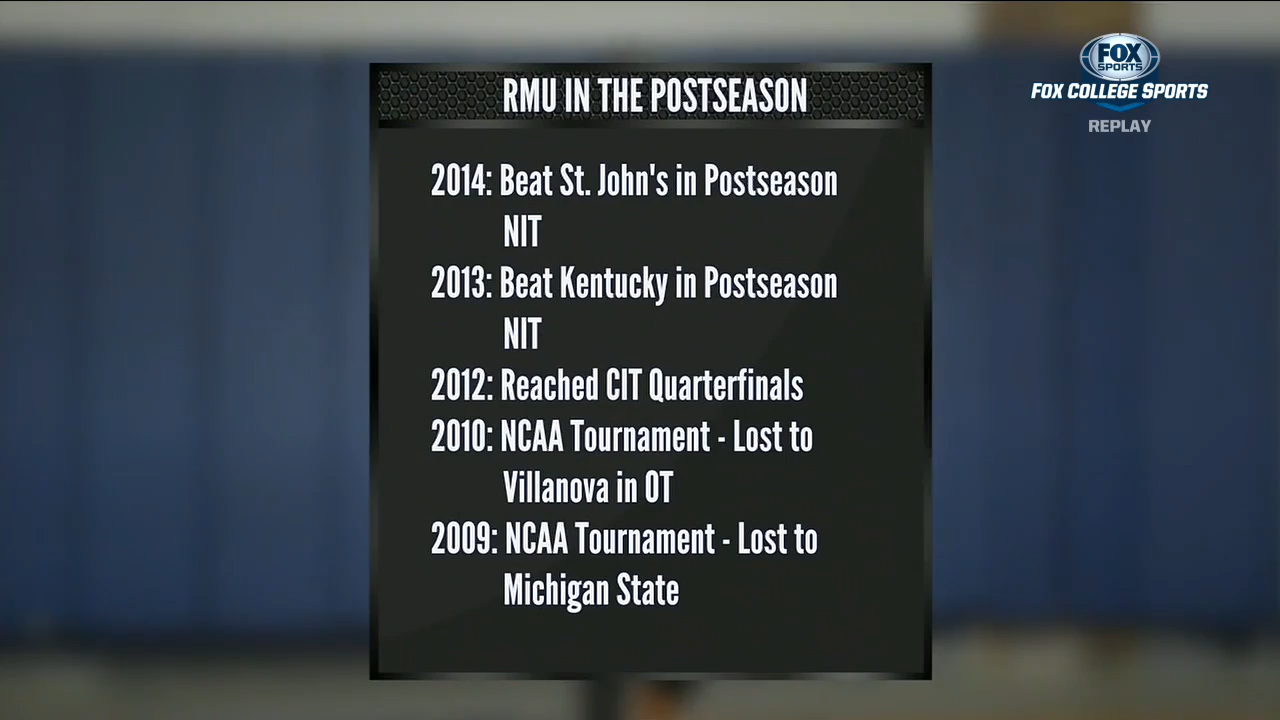 RMU IN THE POSTSEASON
FOX
SPORTS
FOX COLLEGE SPORTS
REPLAY
2014: Beat St. John's in Postseason
NIT
2013: Beat Kentucky in Postseason
NIT
2012: Reached CIT Quarterfinals
2010: NCAA Tournament - Lost to
Villanova in OT
2009: NCAA Tournament - Lost to
Michigan State